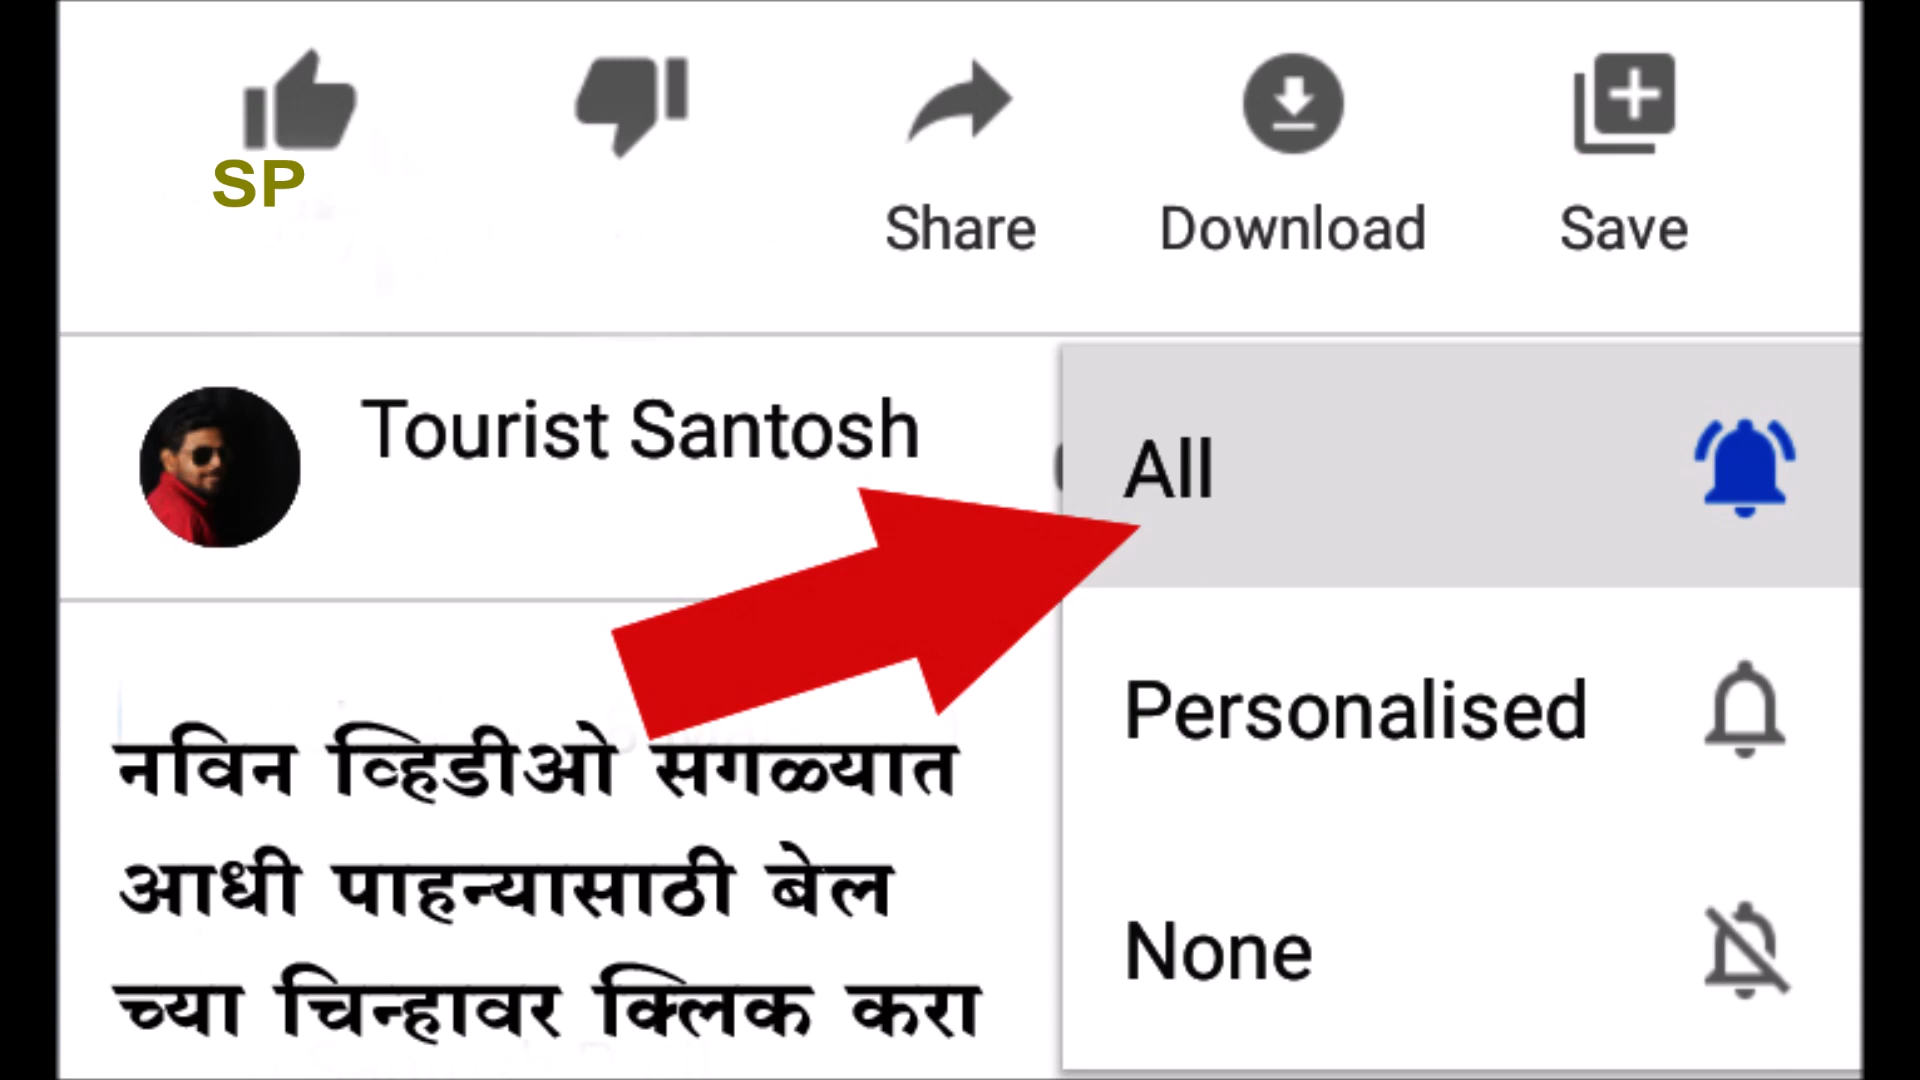 SP
Share Download Save
Tourist Santosh
All
Personalised
None
नविन व्हिडीओ सगळ्यात
आधी पाहन्यासाठी बेल
च्या चिन्हावर क्लिक करा